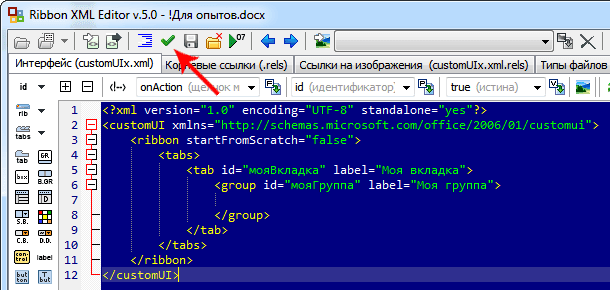 Ribbon XML Editor v.5.0 - !Для опытов.docx
07
Интерфейс (customUIx.xml) Корневые ссылки (.rels) Ссылки на изображения (customUIx.xml.rels) Типы файлов
id onAction (щелчок м id (идентификатор) true (истина) V
rib
tabs
tab GR
box B.GR
S.B. M.
C.B. D.D.
con-trol label
but ton T but
1 <?xml version="1.0" encoding="UTF-8" standalone="yes"?>
2 <customUI xmlns="http://schemas.microsoft.com/office/2006/01/customui">
3 <ribbon startFromScratch="false">
4 <tabs>
5 <tab id="мояВкладка" label="Моя вкладка">
6 <group id="мояГруппа" label="Моя группа">
7
8 </group>
9 </tab>
10 </tabs>
11 </ribbon>
12 </customUI>